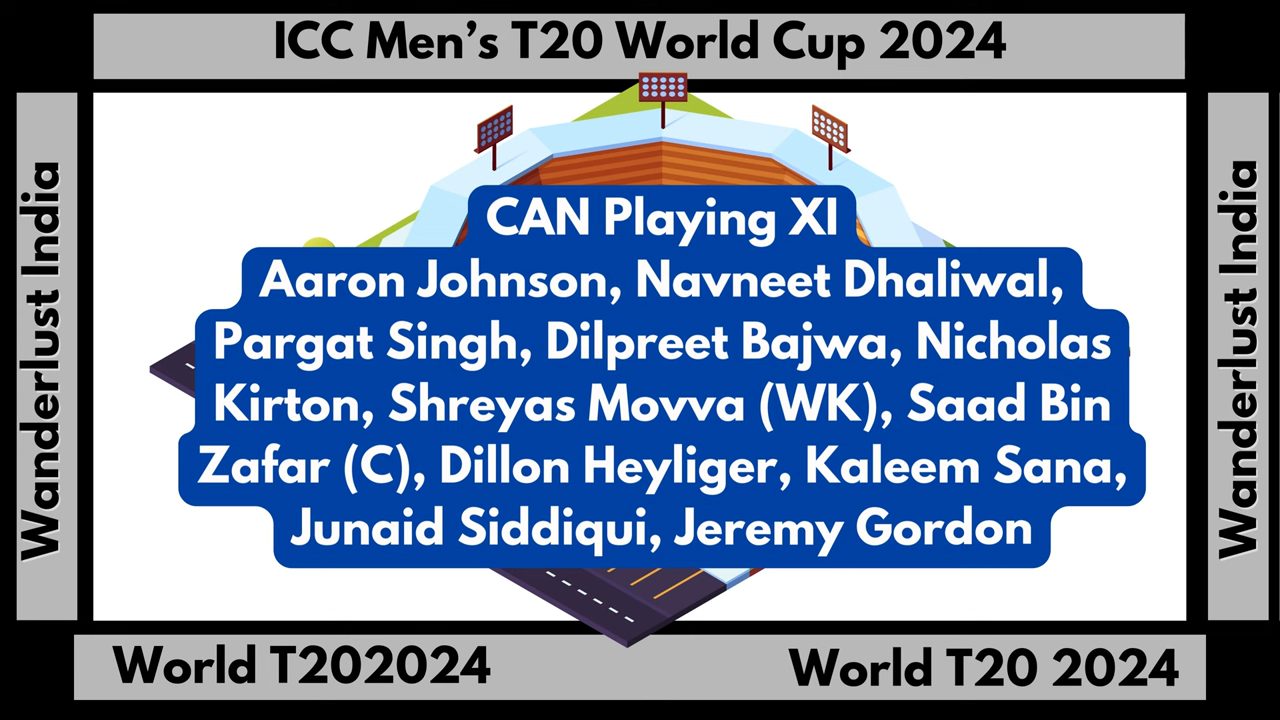 ICC Men's T20 World Cup 2024
Wanderlust India
CAN Playing XI
Aaron Johnson, Navneet Dhaliwal,
Pargat Singh, Dilpreet Bajwa, Nicholas
Kirton, Shreyas Movva (WK), Saad Bin
Zafar (C), Dillon Heyliger, Kaleem Sana,
Junaid Siddiqui, Jeremy Gordon
Wanderlust India
World T202024
World T20 2024